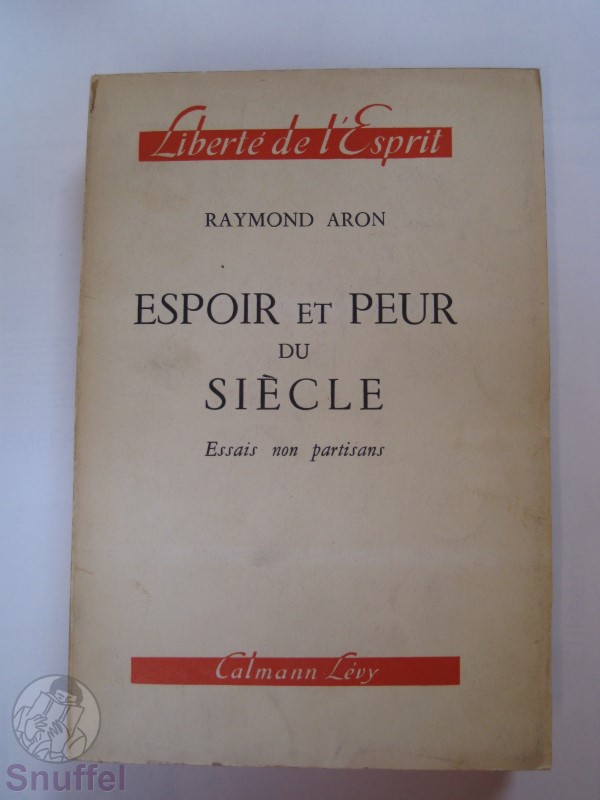 Liberté de l'Esprit
RAYMOND ARON
ESPOIR ET PEUR
DU
SIÈCLE
Essais non partisans
Calmann Lévy
Snuffel